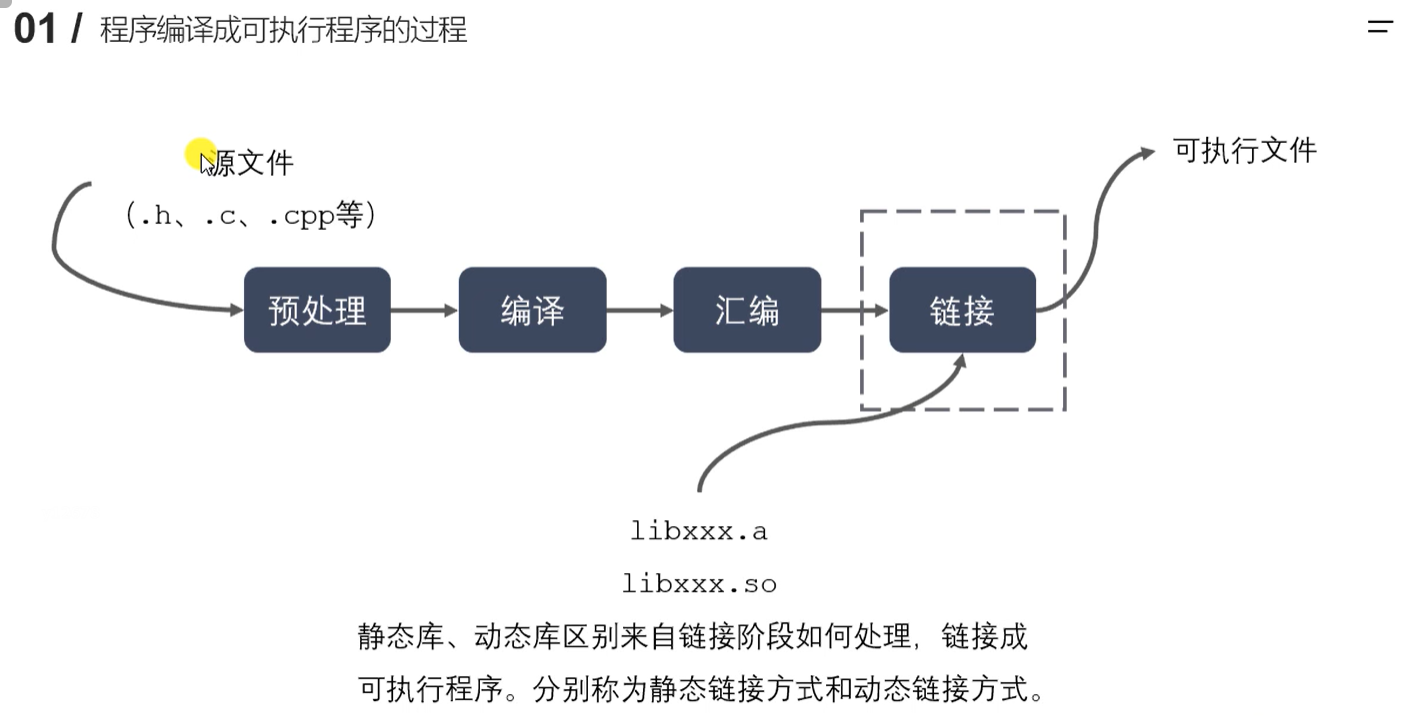 01 / 程序编译成可执行程序的过程
源文件
（.h、.c、.cpp等）
可执行文件
预处理
编译
汇编
链接
libxxx.a
libxxx.so
静态库、动态库区别来自链接阶段如何处理，链接成
可执行程序。分别称为静态链接方式和动态链接方式。